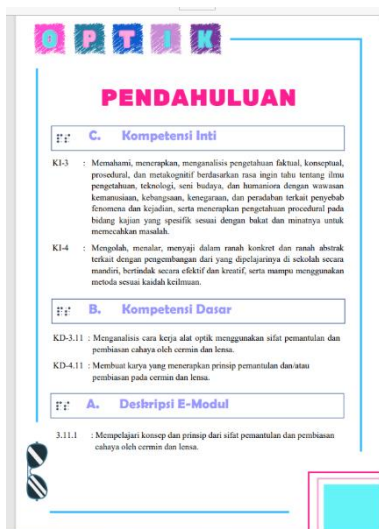 OPTIK
PENDAHULUAN
C. Kompetensi Inti
KI-3 : Memahami, menerapkan, menganalisis pengetahuan faktual, konseptual,
prosedural, dan metakognitif berdasarkan rasa ingin tahu tentang ilmu
pengetahuan, teknologi, seni budaya, dan humaniora dengan wawasan
kemanusiaan, kebangsaan, kenegaraan, dan peradaban terkait penyebab
fenomena dan kejadian, serta menerapkan pengetahuan procedural pada
bidang kajian yang spesifik sesuai dengan bakat dan minatnya untuk
memecahkan masalah.
KI-4 : Mengolah, menalar, menyaji dalam ranah konkret dan ranah abstrak
terkait dengan pengembangan dari yang dipelajarinya di sekolah secara
mandiri, bertindak secara efektif dan kreatif, serta mampu menggunakan
metoda sesuai kaidah keilmuan.
B. Kompetensi Dasar
KD-3.11 : Menganalisis cara kerja alat optik menggunakan sifat pemantulan dan
pembiasan cahaya oleh cermin dan lensa.
KD-4.11 : Membuat karya yang menerapkan prinsip pemantulan dan/atau
pembiasan pada cermin dan lensa.
A. Deskripsi E-Modul
3.11.1 : Mempelajari konsep dan prinsip dari sifat pemantulan dan pembiasan
cahaya oleh cermin dan lensa.